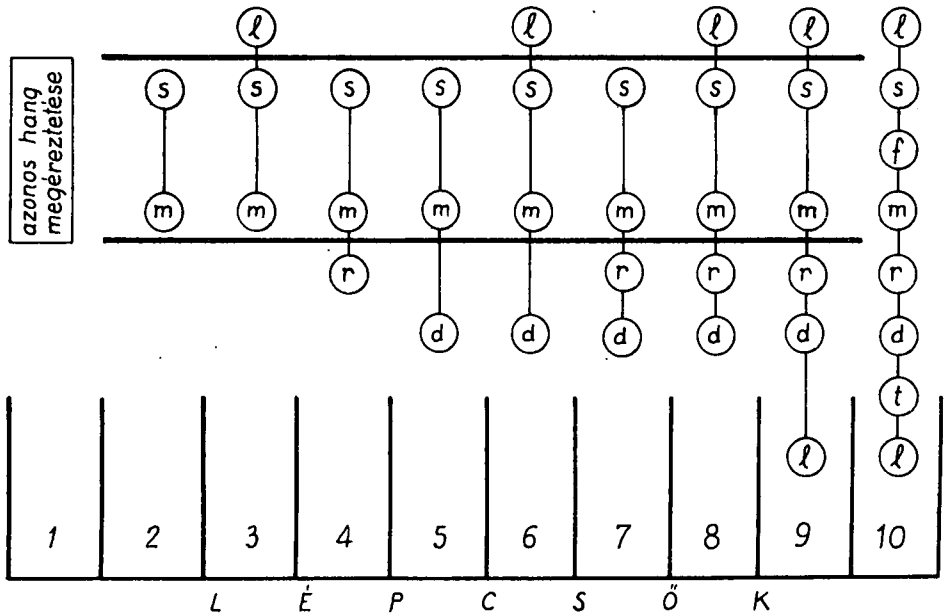 azonos hang
megéreztetése
l l l l l
s s s s s s s s s
f
m m m m m m m m m
r r r r r
d d d d d d
t
l l
1 2 3 4 5 6 7 8 9 10
L É P C S Ő K